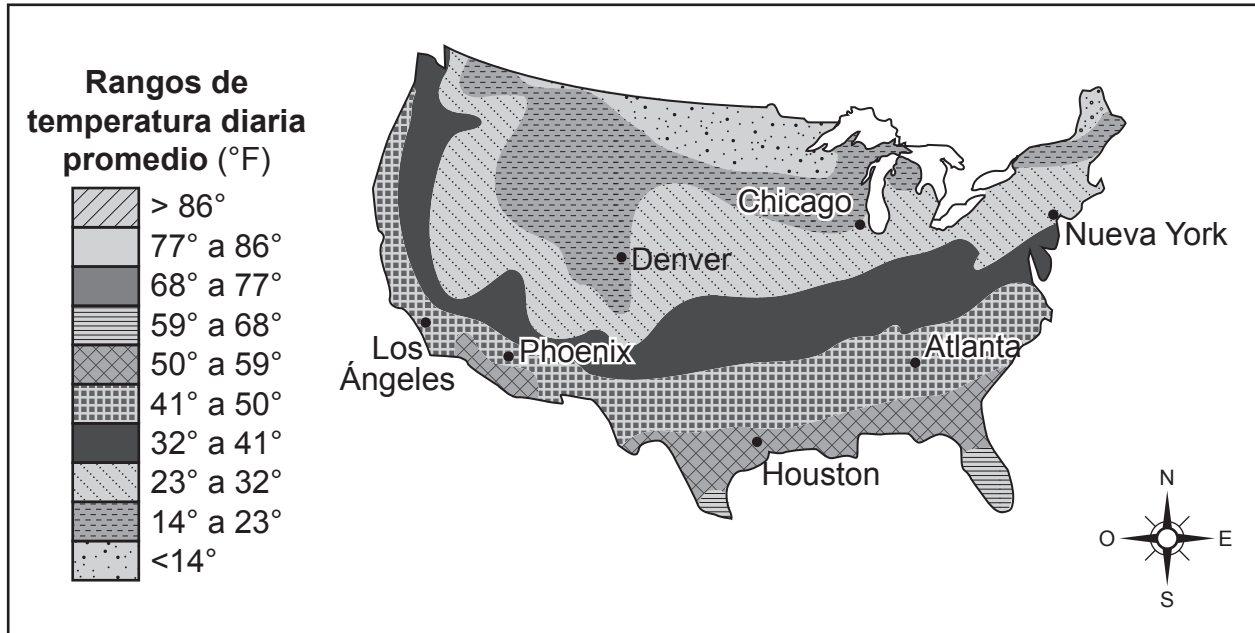 Rangos de
temperatura diaria
promedio (°F)
> 86°
77° a 86°
68° a 77°
59° a 68°
50° a 59°
41° a 50°
32° a 41°
23° a 32°
14° a 23°
<14°
Chicago
Nueva York
Denver
Los
Ángeles
Phoenix
Atlanta
Houston
N
O
E
S